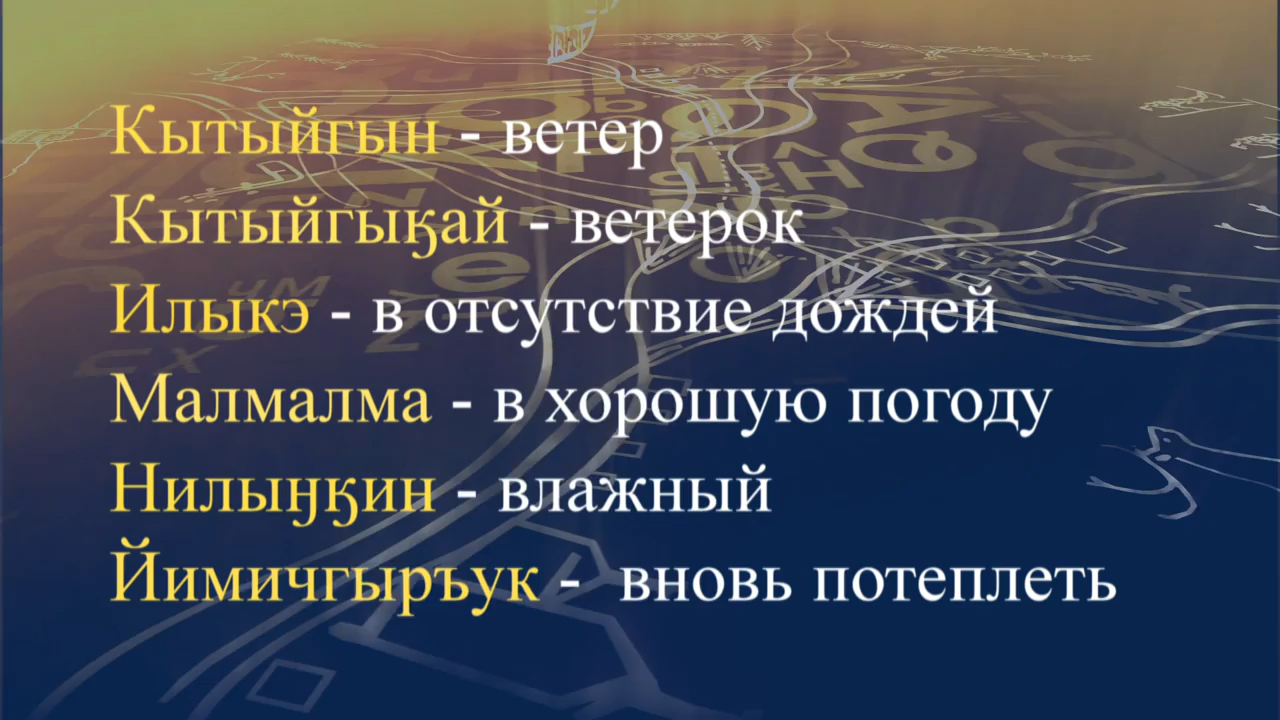 Кытыйгын - ветер
Кытыйгыӄай - ветерок
Илыкэ - в отсутствие дождей
Малмалма - в хорошую погоду
Нилыӈӄин - влажный
Йимичгыръук - вновь потеплеть